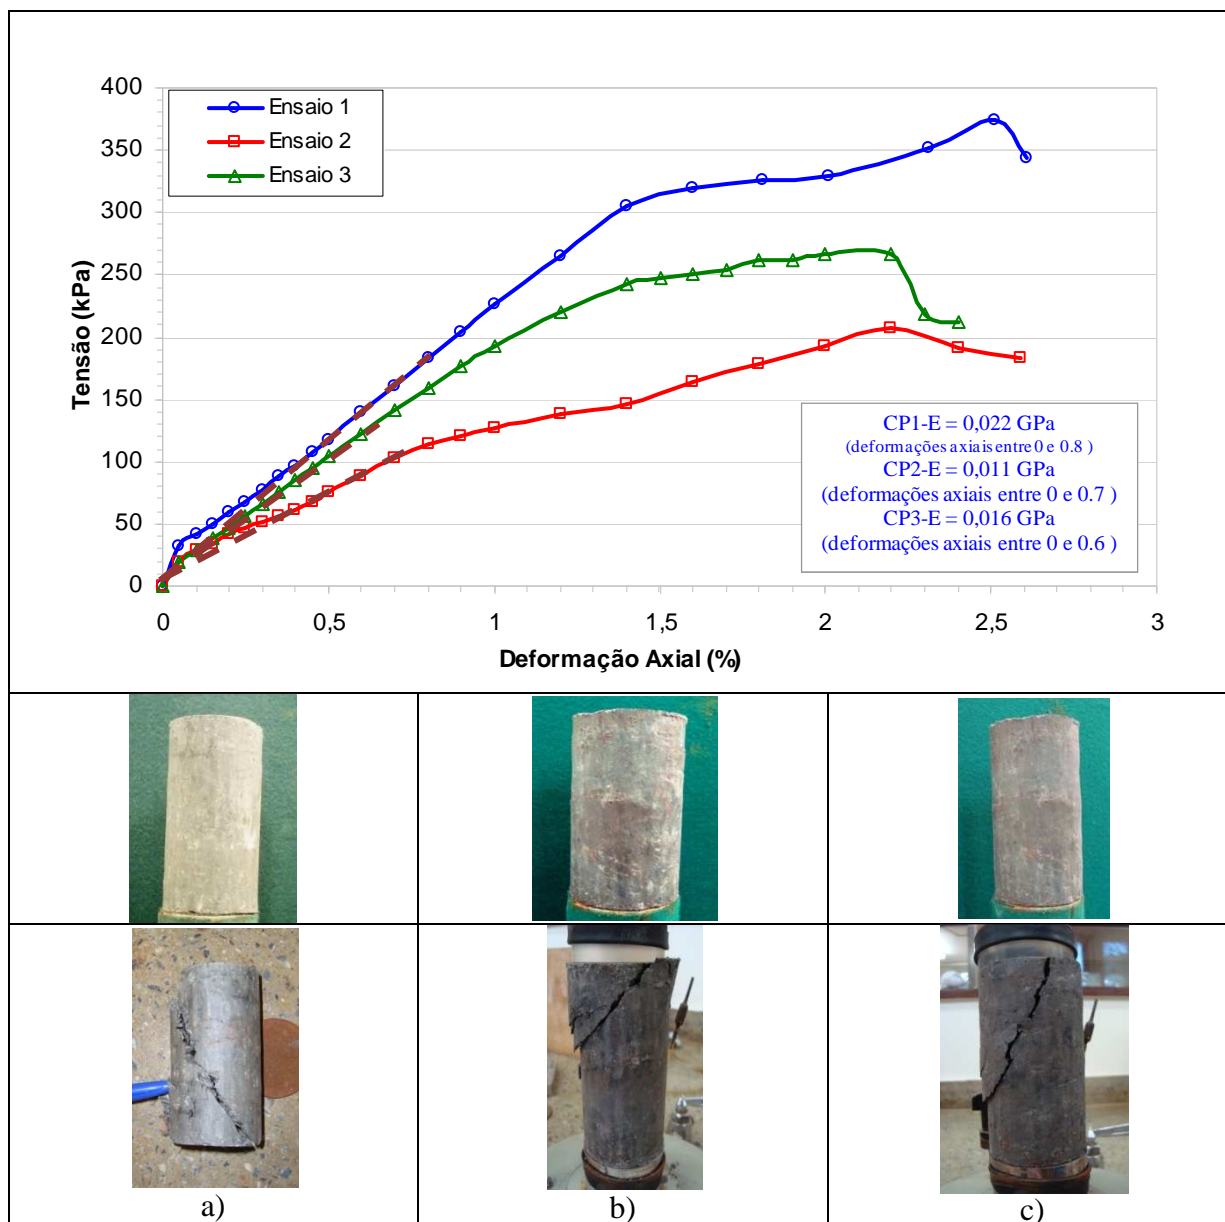 400
350
300
250
200
150
100
50
0
Tensão (kPa)
Ensaio 1
Ensaio 2
Ensaio 3
CP1-E = 0,022 GPa
(deformações axiais entre 0 e 0.8 )
CP2-E = 0,011 GPa
(deformações axiais entre 0 e 0.7 )
CP3-E = 0,016 GPa
(deformações axiais entre 0 e 0.6 )
0 0,5 1 1,5 2 2,5 3
Deformação Axial (%)
a) b) c)